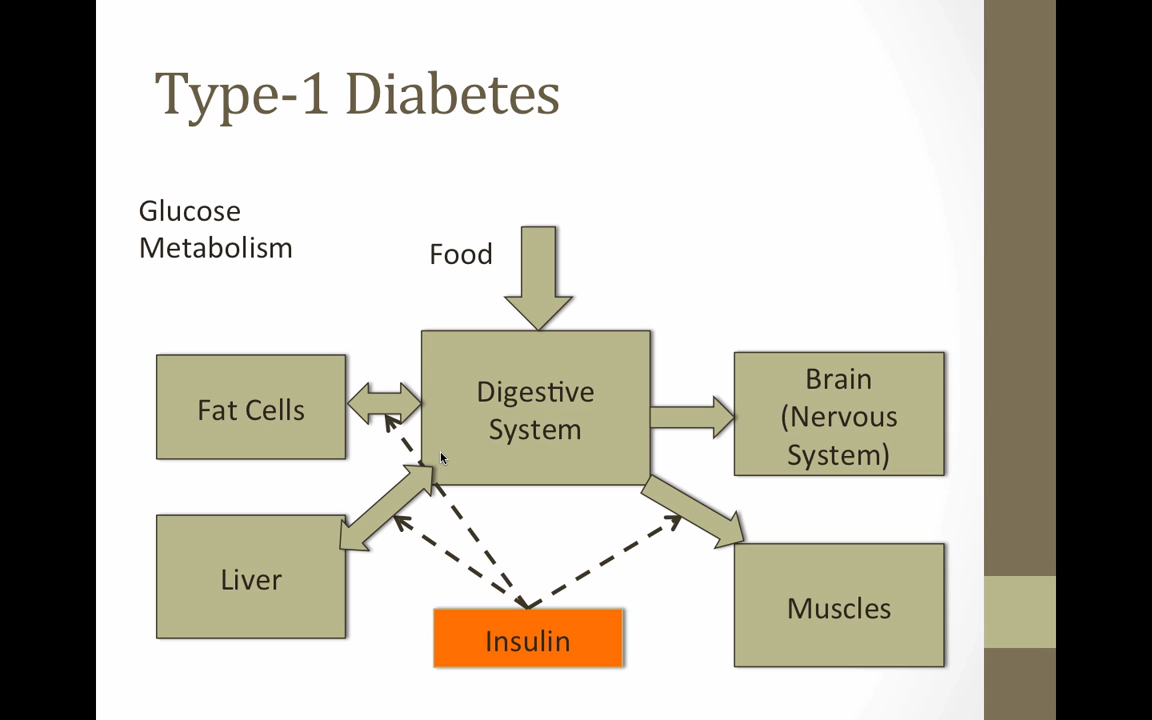 Type-1 Diabetes
Glucose
Metabolism
Food
Fat Cells
Digestive
System
Brain
(Nervous
System)
Liver
Insulin
Muscles